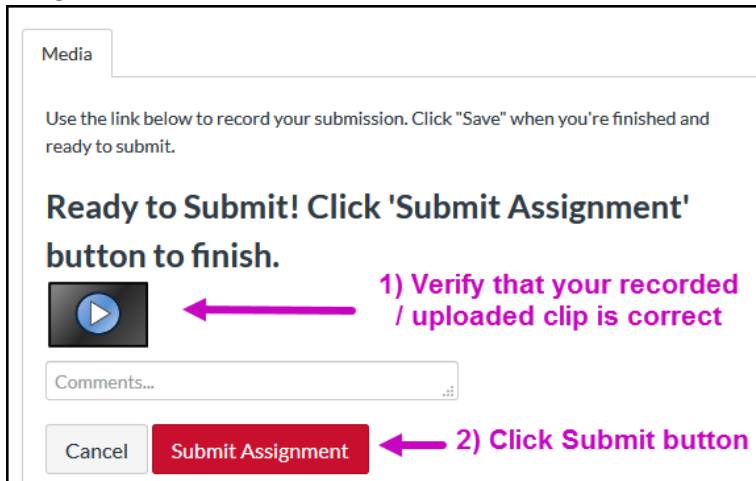 Media
Use the link below to record your submission. Click "Save" when you're finished and
ready to submit.
Ready to Submit! Click 'Submit Assignment'
button to finish.
1) Verify that your recorded
/ uploaded clip is correct
Comments...
Cancel
Submit Assignment
2) Click Submit button